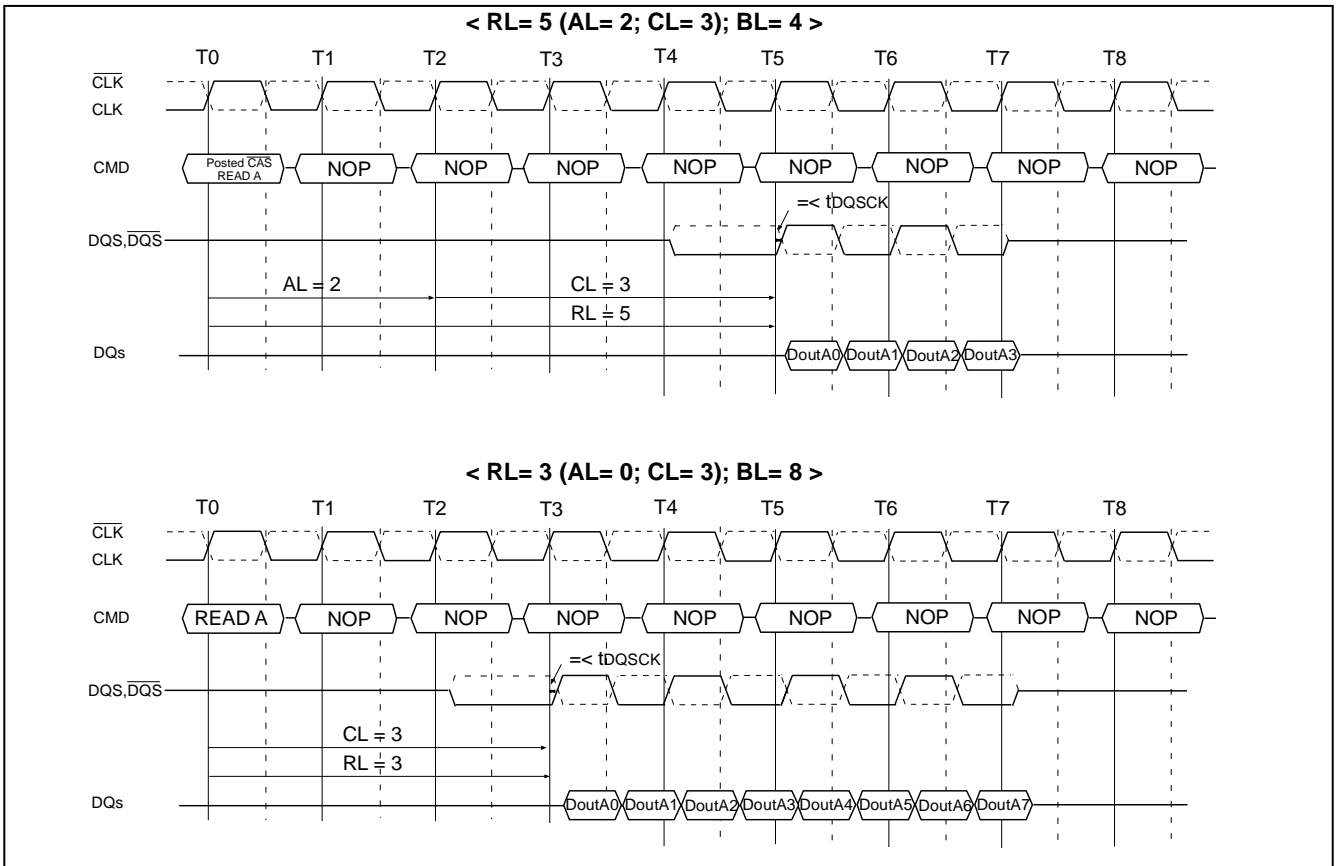 < RL= 5 (AL= 2; CL= 3); BL= 4 >
T0 T1 T2 T3 T4 T5 T6 T7 T8
CLK
CLK
CMD Posted CAS READ A NOP NOP NOP NOP NOP NOP NOP NOP
=< tDQSCK
DQS,DQS
AL = 2 CL = 3
RL = 5
DQs DoutA0 DoutA1 DoutA2 DoutA3
< RL= 3 (AL= 0; CL= 3); BL= 8 >
T0 T1 T2 T3 T4 T5 T6 T7 T8
CLK
CLK
CMD READ A NOP NOP NOP NOP NOP NOP NOP NOP
=< tDQSCK
DQS,DQS
CL = 3
RL = 3
DQs DoutA0 DoutA1 DoutA2 DoutA3 DoutA4 DoutA5 DoutA6 DoutA7